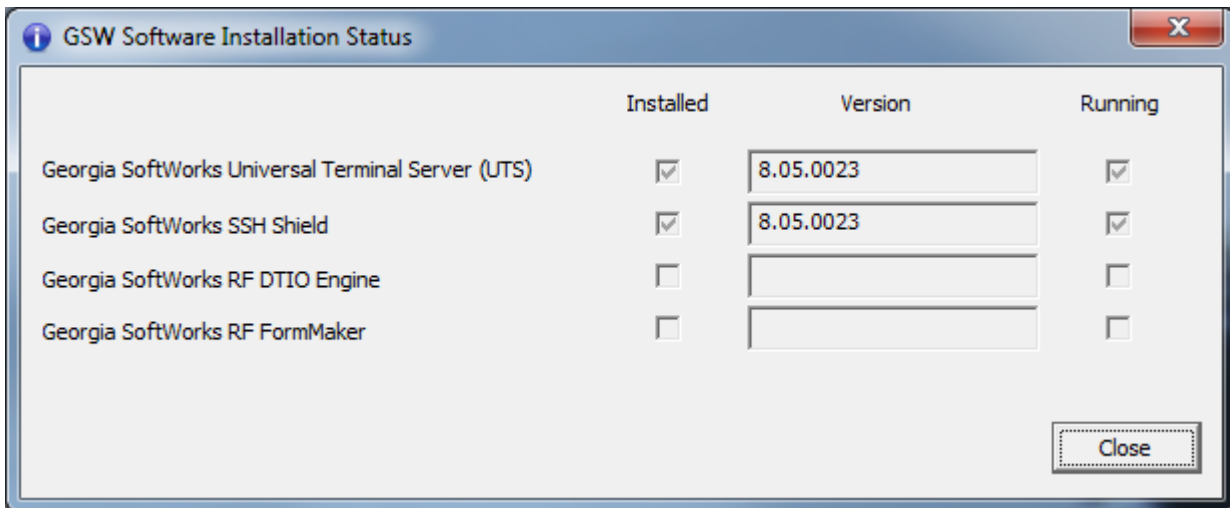 GSW Software Installation Status
Installed Version Running
Georgia SoftWorks Universal Terminal Server (UTS) 8.05.0023
Georgia SoftWorks SSH Shield 8.05.0023
Georgia SoftWorks RF DTIO Engine
Georgia SoftWorks RF FormMaker
Close